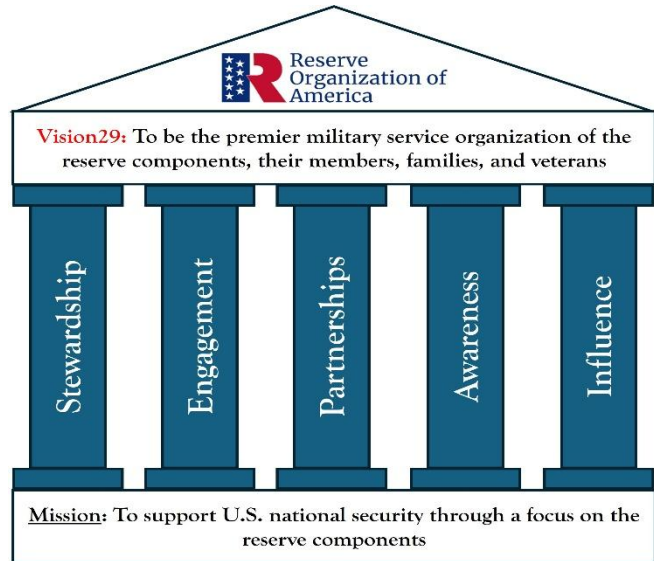 Reserve
Organization of
America
Vision29: To be the premier military service organization of the
reserve components, their members, families, and veterans
Stewardship
Engagement
Partnerships
Awareness
Influence
Mission: To support U.S. national security through a focus on the
reserve components